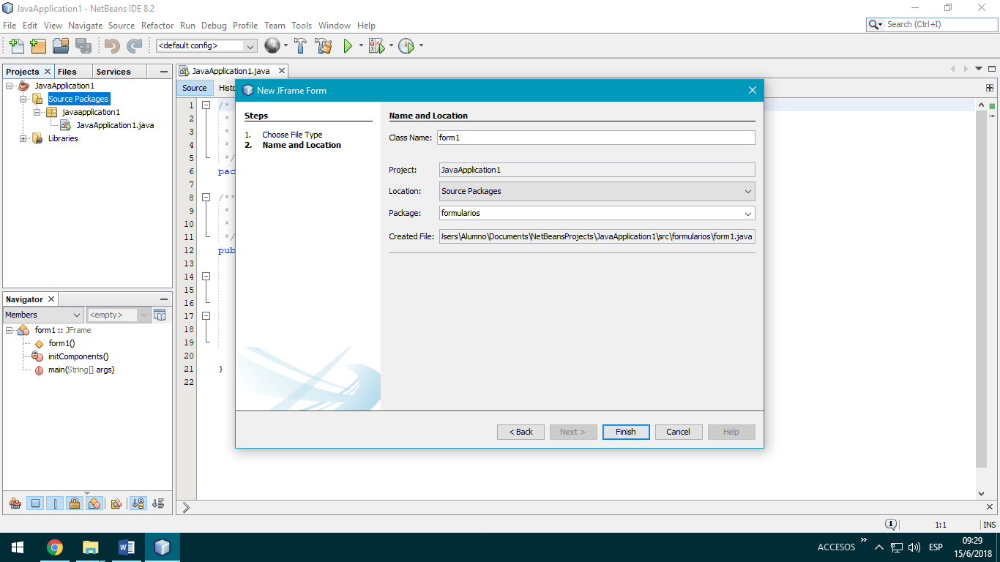 JavaApplication1 - NetBeans IDE 8.2
File Edit View Navigate Source Refactor Run Debug Profile Team Tools Window Help
Search (Ctrl+I)
<default config>
Projects Files Services
JavaApplication1
Source Packages
javaapplication1
JavaApplication1.java
Libraries
Navigator
Members <empty>
form1 :: JFrame
form1()
initComponents()
main(String[] args)
JavaApplication1.java
Source Histo
1 /*
2 *
3 *
4 *
5 */
6 pac
7
8 /**
9 *
10 *
11 */
12 pub
13
14
15
16
17
18
19
20
21 }
22
New JFrame Form
Steps
1. Choose File Type
2. Name and Location
Name and Location
Class Name: form1
Project: JavaApplication1
Location: Source Packages
Package: formularios
Created File: Jsers\Alumno\Documents\NetBeansProjects\JavaApplication1\src\formularios\form1.java
< Back Next > Finish Cancel Help
1 1:1 INS
ACCESOS » ESP 09:29
15/6/2018